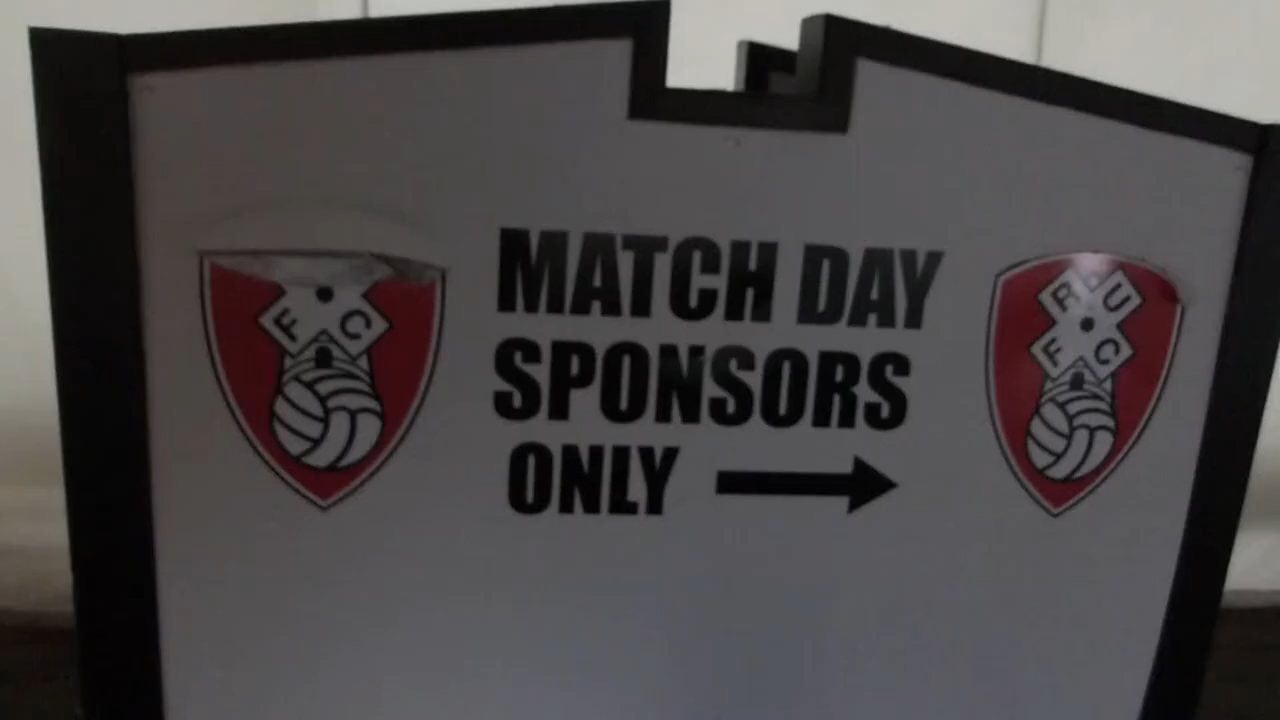 MATCH DAY
SPONSORS
ONLY
F C
R U
F C